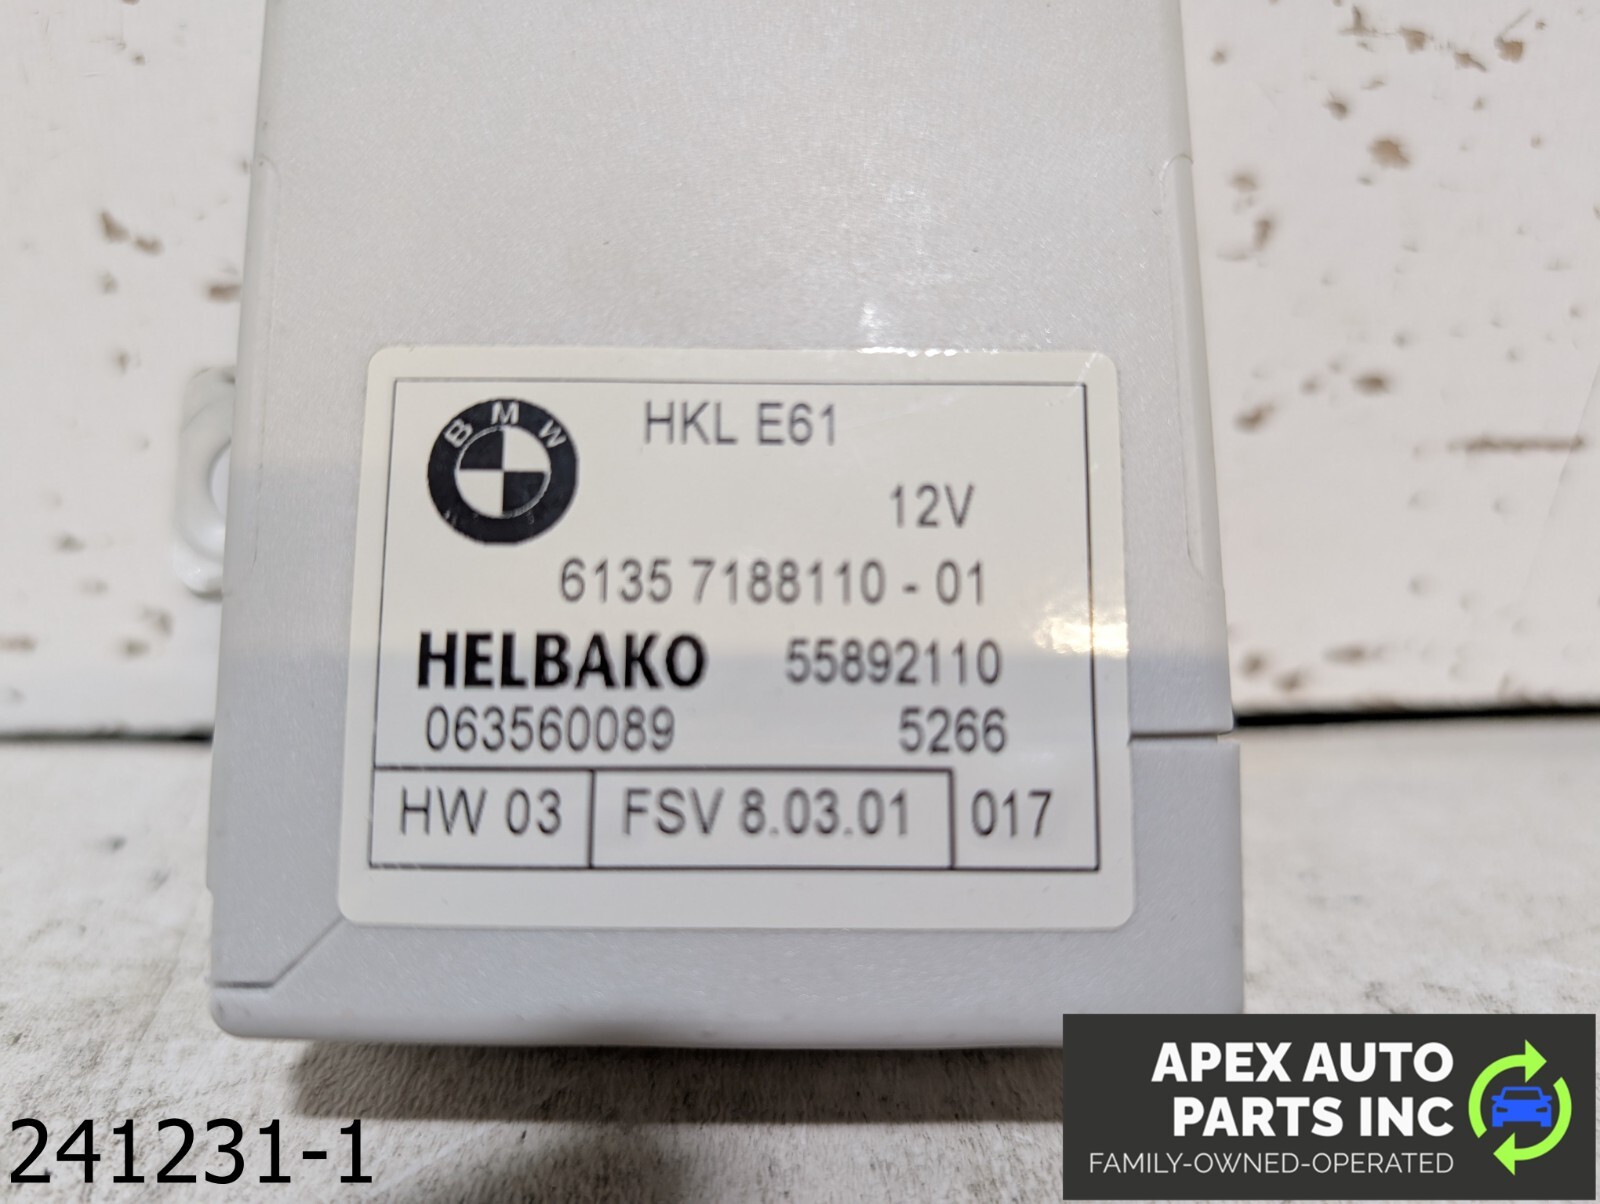 BMW
HKL E61
12V
6135 7188110 - 01
HELBAKO 55892110
063560089 5266
HW 03 FSV 8.03.01 017
241231-1
APEX AUTO
PARTS INC
FAMILY-OWNED-OPERATED